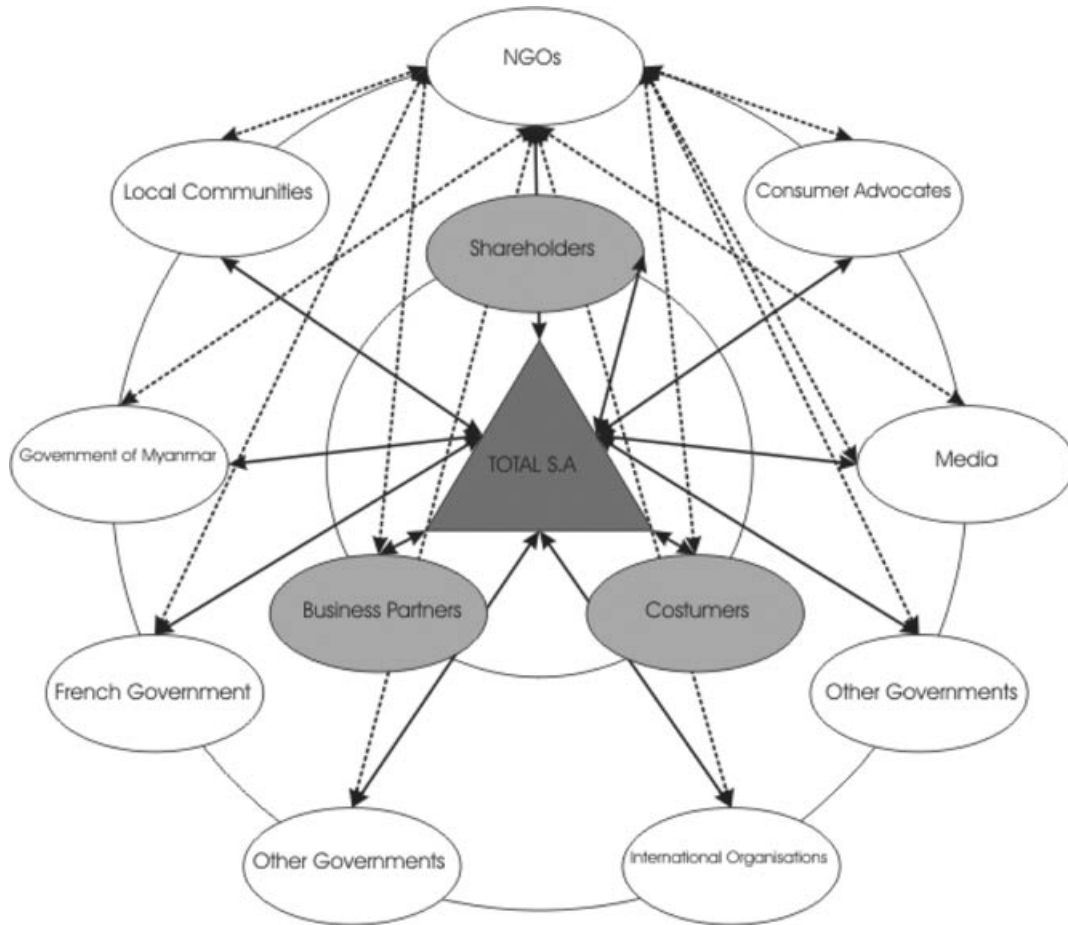 NGOs
Local Communities
Consumer Advocates
Shareholders
Government of Myanmar
TOTAL S.A
Media
Business Partners
Costumers
French Government
Other Governments
Other Governments
International Organisations